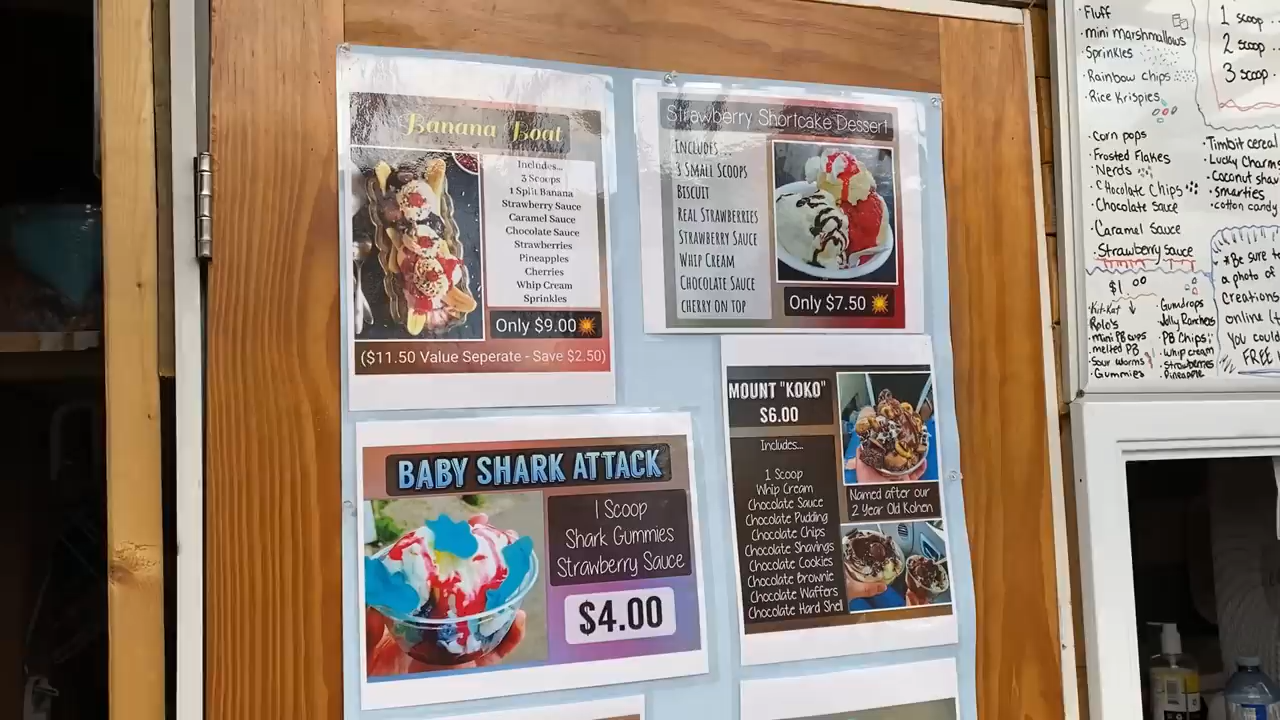 Banana Boat
Includes...
3 Scoops
1 Split Banana
Strawberry Sauce
Caramel Sauce
Chocolate Sauce
Strawberries
Pineapples
Cherries
Whip Cream
Sprinkles
Only $9.00
($11.50 Value Seperate - Save $2.50)
Strawberry Shortcake Dessert
Includes...
3 Small Scoops
Biscuit
Real Strawberries
Strawberry Sauce
Whip Cream
Chocolate Sauce
Cherry on top
Only $7.50
BABY SHARK ATTACK
1 Scoop
Shark Gummies
Strawberry Sauce
$4.00
MOUNT "KOKO"
$6.00
Includes...
1 Scoop
Whip Cream
Chocolate Sauce
Chocolate Pudding
Chocolate Chips
Chocolate Shavings
Chocolate Cookies
Chocolate Brownie
Chocolate Waffers
Chocolate Hard Shell
Named after our
2 Year Old Kohen
·Fluff
·mini marshmallows
·Sprinkles
·Rainbow chips
·Rice Krispies
·Corn pops
·Frosted Flakes
·Nerds
·Chocolate Chips
·Chocolate Sauce
·Caramel Sauce
·Strawberry sauce
1 scoop
2 scoop
3 scoop
·Timbit cereal
·Lucky Charms
·Coconut
·Smarties
·cotton candy
$1.00
·Kit-Kat
·Rolo's
·mini PB cups
·melted PB
·Sour worms
·Gummies
Gumdrops
Jolly Ranchers
PB Chips
·whip cream
·Strawberries
·Pineapple
*Be sure
a photo of
Creations
online
You could
FREE